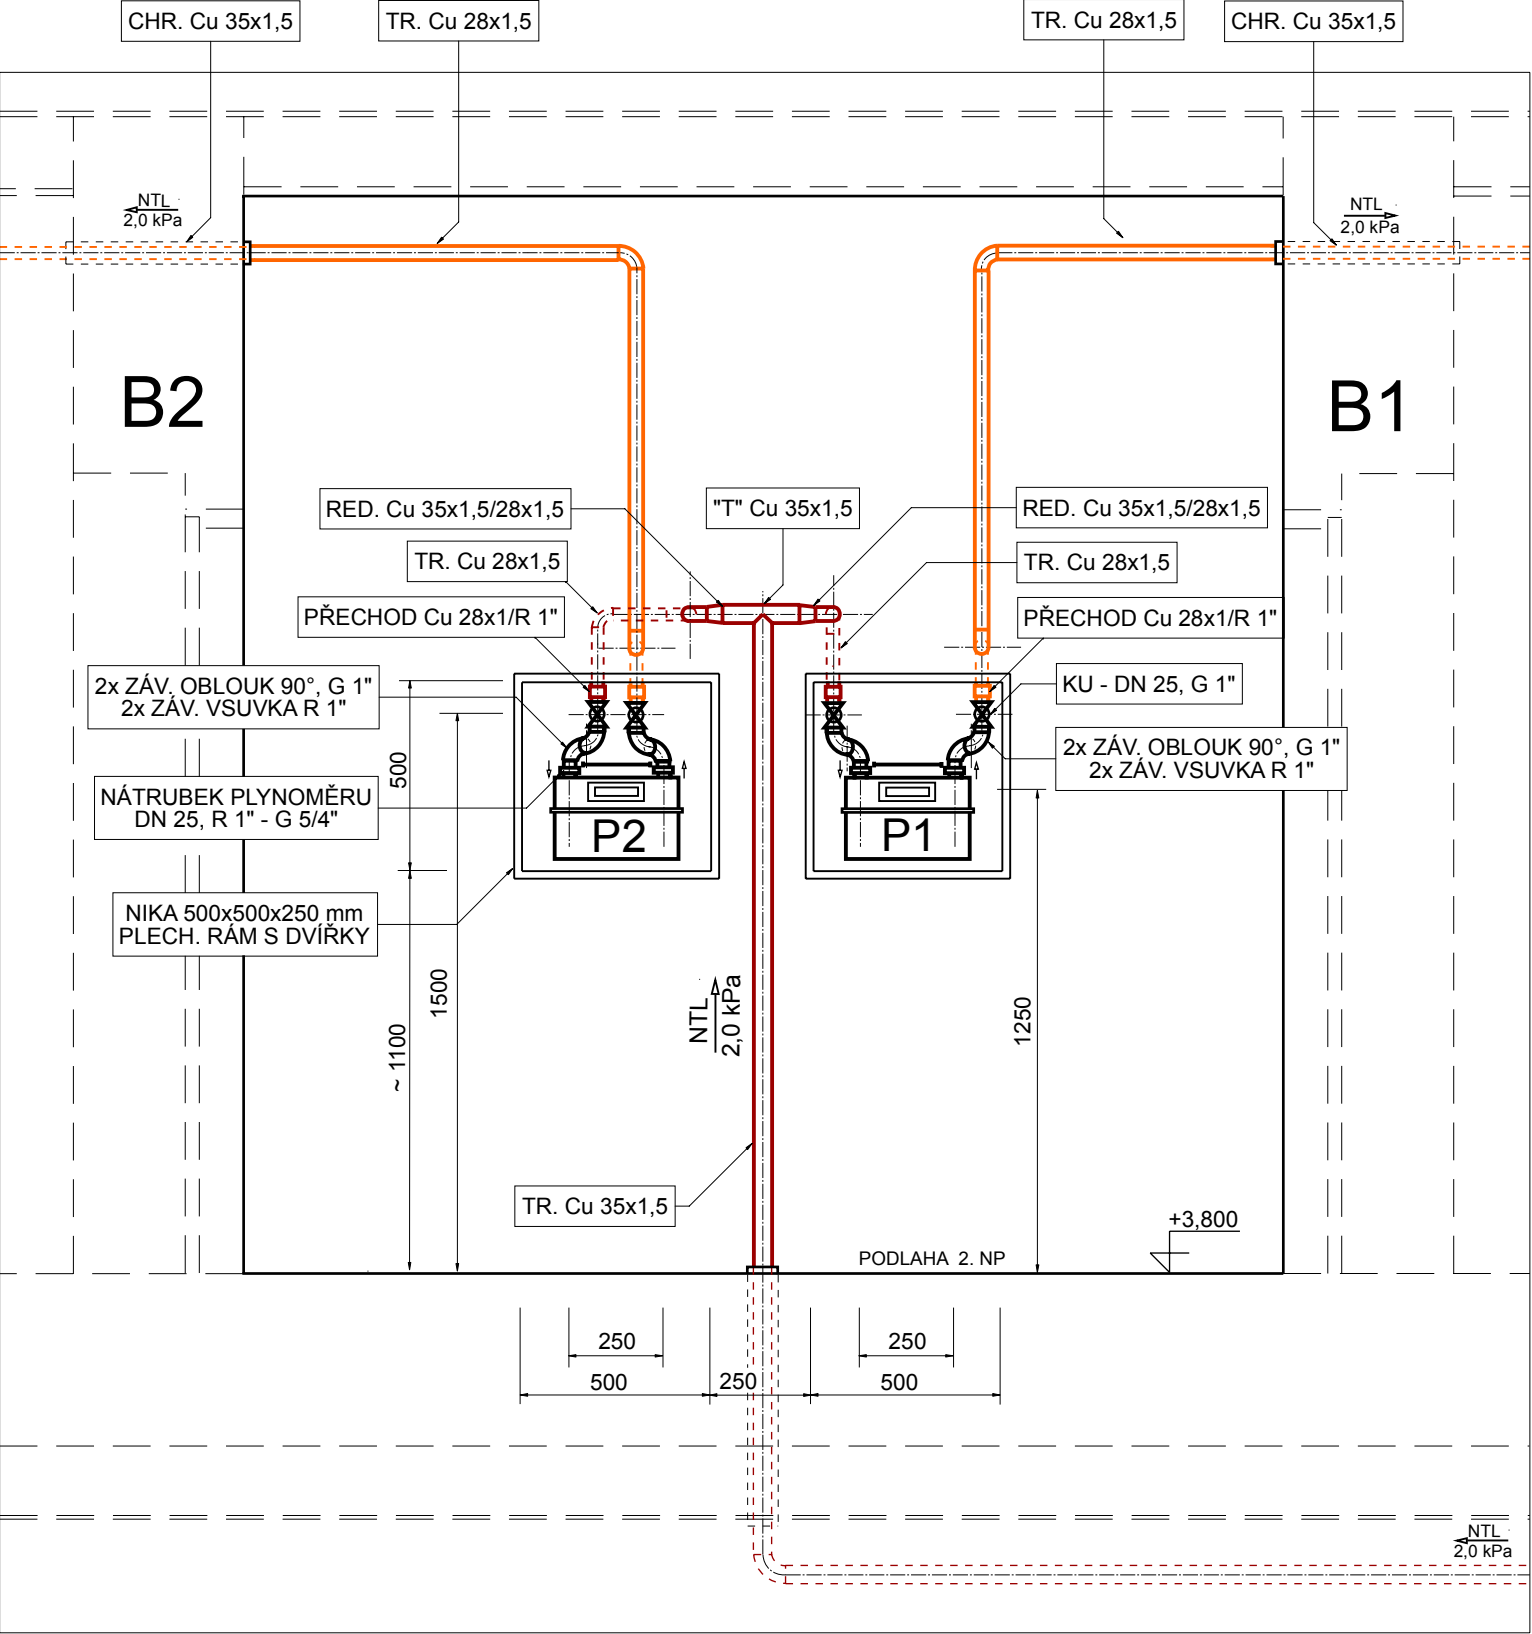 CHR. Cu 35x1,5
TR. Cu 28x1,5
TR. Cu 28x1,5
CHR. Cu 35x1,5
NTL
2,0 kPa
NTL
2,0 kPa
B2
B1
RED. Cu 35x1,5/28x1,5
"T" Cu 35x1,5
RED. Cu 35x1,5/28x1,5
TR. Cu 28x1,5
TR. Cu 28x1,5
PŘECHOD Cu 28x1/R 1"
PŘECHOD Cu 28x1/R 1"
2x ZÁV. OBLOUK 90°, G 1"
2x ZÁV. VSUVKA R 1"
KU - DN 25, G 1"
2x ZÁV. OBLOUK 90°, G 1"
2x ZÁV. VSUVKA R 1"
500
NÁTRUBEK PLYNOMĚRU
DN 25, R 1" - G 5/4"
P2
P1
NIKA 500x500x250 mm
PLECH. RÁM S DVÍŘKY
1500
~ 1100
NTL
2,0 kPa
1250
TR. Cu 35x1,5
+3,800
PODLAHA 2. NP
250
250
500
250
500
NTL
2,0 kPa